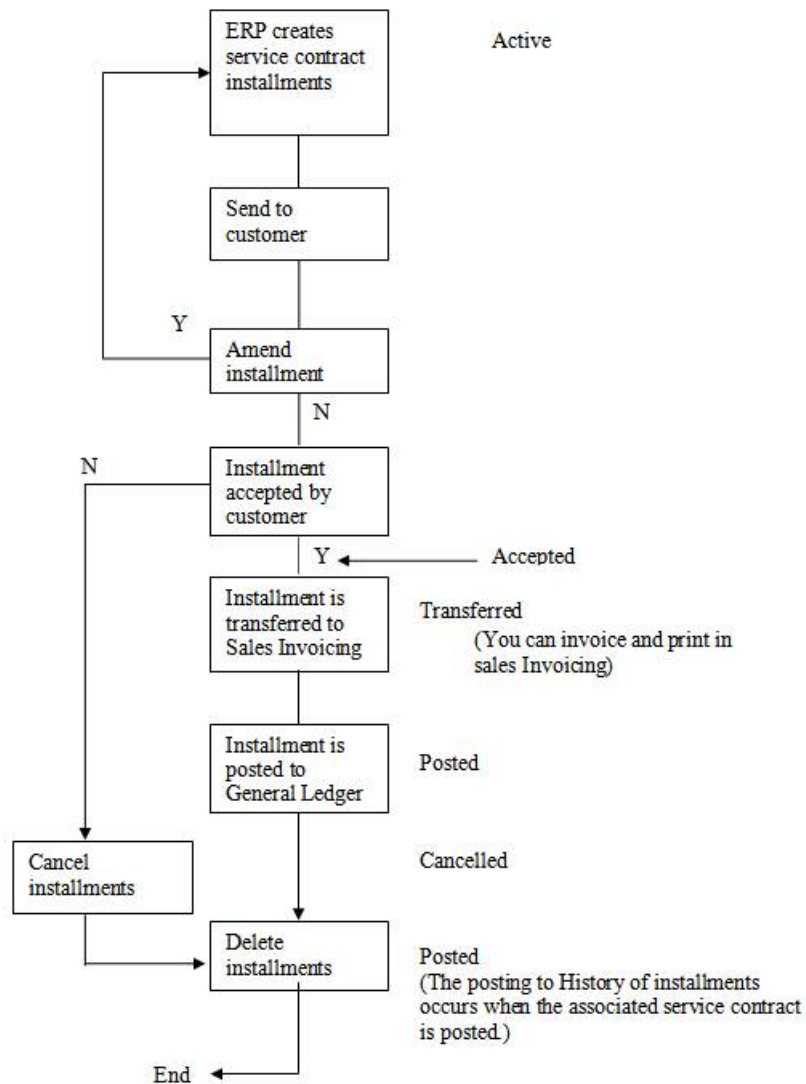 ERP creates
service contract
installments
Active
Send to
customer
Y
Amend
installment
N
N
Installment
accepted by
customer
Y
Accepted
Installment is
transferred to
Sales Invoicing
Transferred
(You can invoice and print in
sales Invoicing)
Installment is
posted to
General Ledger
Posted
Cancel
installments
Cancelled
Delete
installments
Posted
(The posting to History of installments
occurs when the associated service contract
is posted.)
End